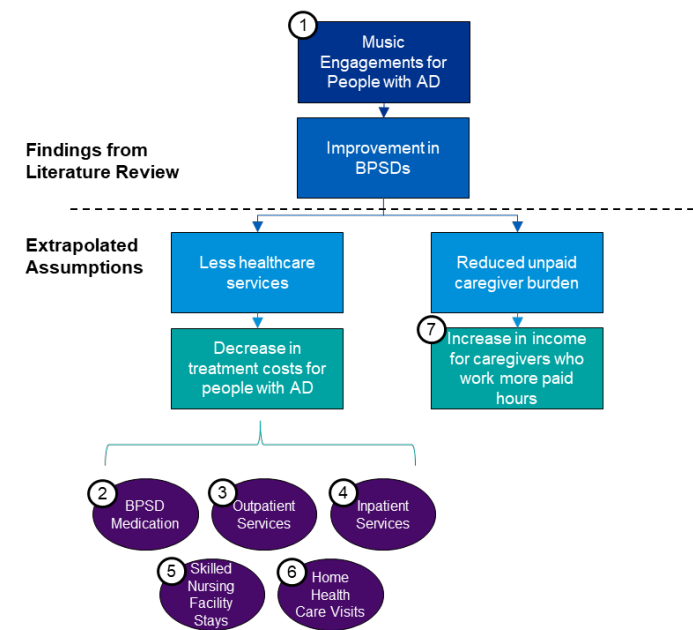 1
Music
Engagements for
People with AD
Improvement in
BPSDs
Findings from
Literature Review
Extrapolated
Assumptions
Less healthcare
services
Reduced unpaid
caregiver burden
Decrease in
treatment costs for
people with AD
7
Increase in income
for caregivers who
work more paid
hours
2
BPSD
Medication
3
Outpatient
Services
4
Inpatient
Services
5
Skilled
Nursing
Facility
Stays
6
Home
Health
Care Visits